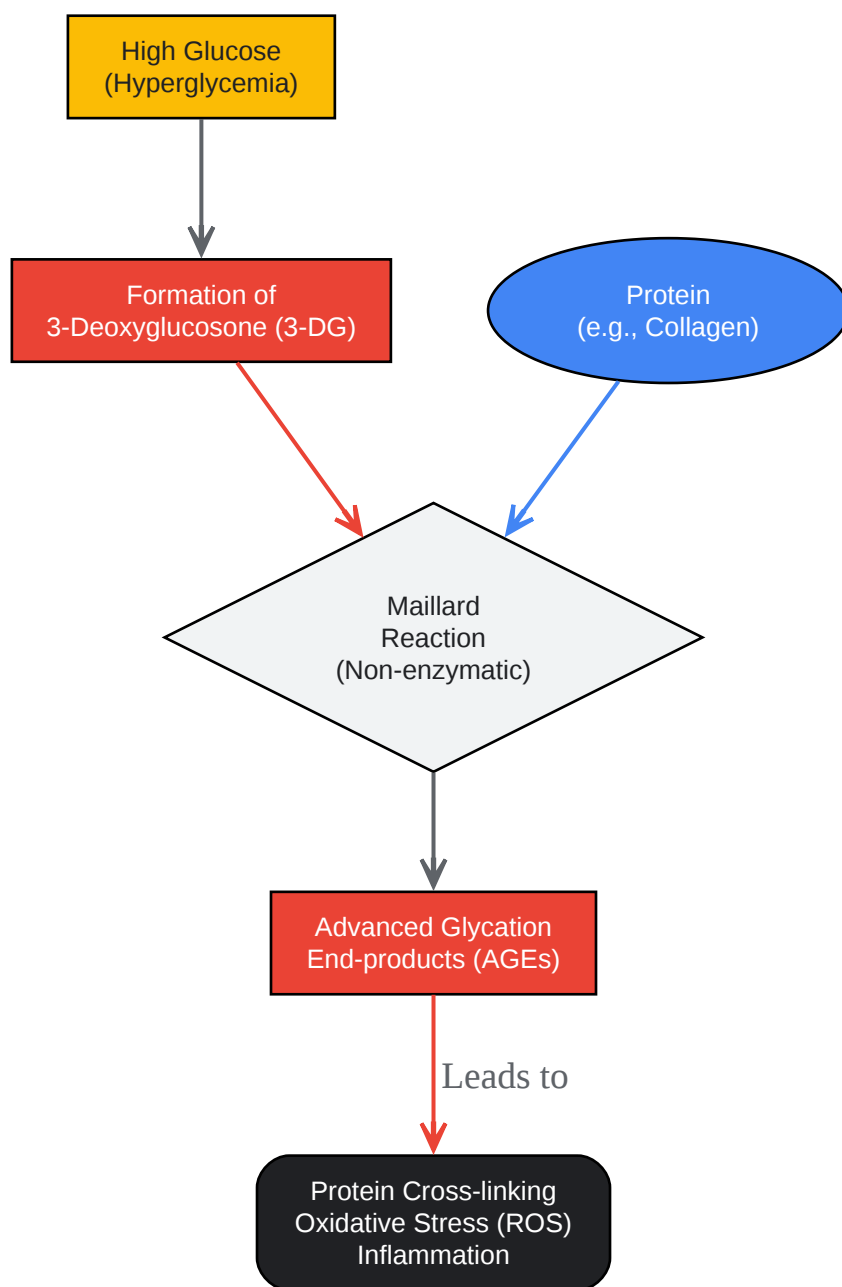 High Glucose
(Hyperglycemia)
Formation of
3-Deoxyglucosone (3-DG)
Protein
(e.g., Collagen)
Maillard
Reaction
(Non-enzymatic)
Advanced Glycation
End-products (AGEs)
Leads to
Protein Cross-linking
Oxidative Stress (ROS)
Inflammation